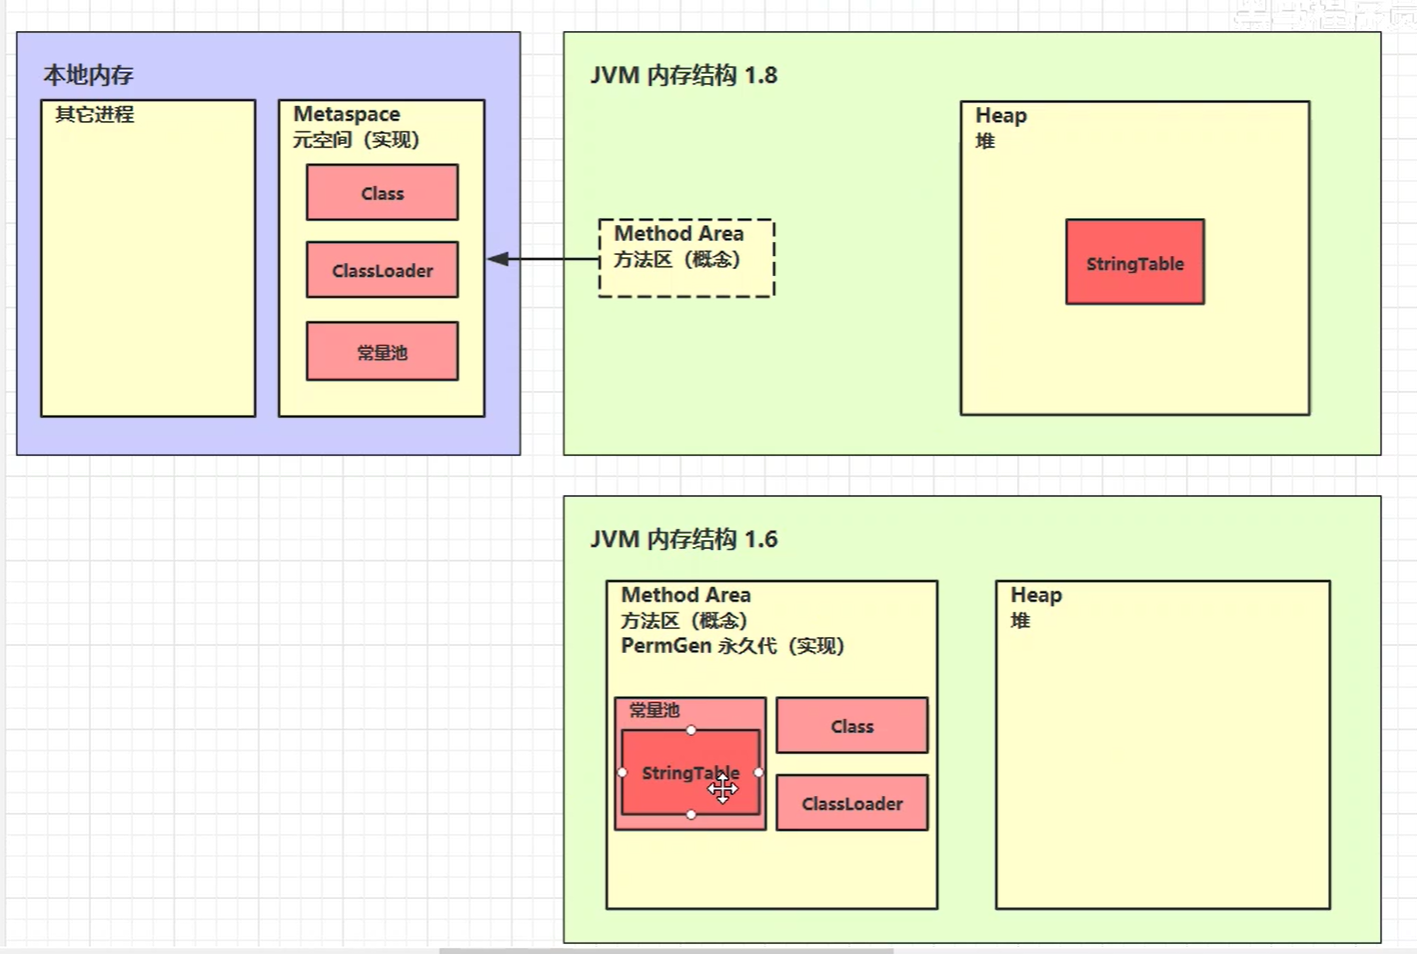 本地内存
其它进程
Metaspace
元空间（实现）
Class
ClassLoader
常量池
JVM 内存结构 1.8
Method Area
方法区（概念）
Heap
堆
StringTable
JVM 内存结构 1.6
Method Area
方法区（概念）
PermGen 永久代（实现）
常量池
StringTable
Class
ClassLoader
Heap
堆